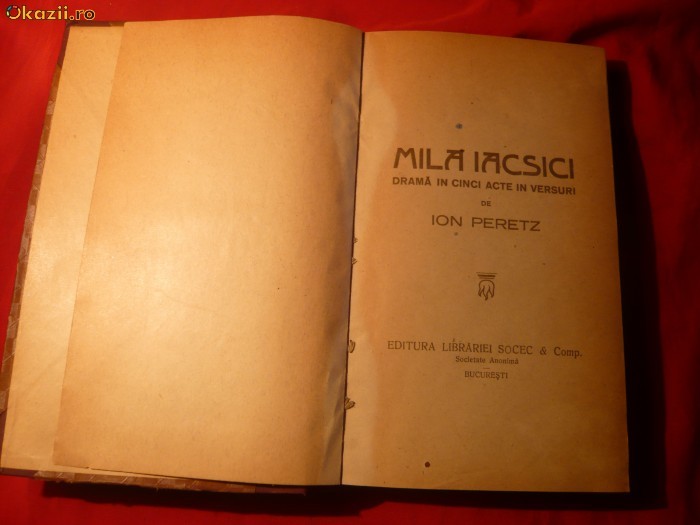 Okazii.ro
MILA IACSICI
DRAMĂ IN CINCI ACTE IN VERSURI
DE
ION PERETZ
EDITURA LIBRĂRIEI SOCEC & Comp.
Societate Anonimă
BUCUREȘTI